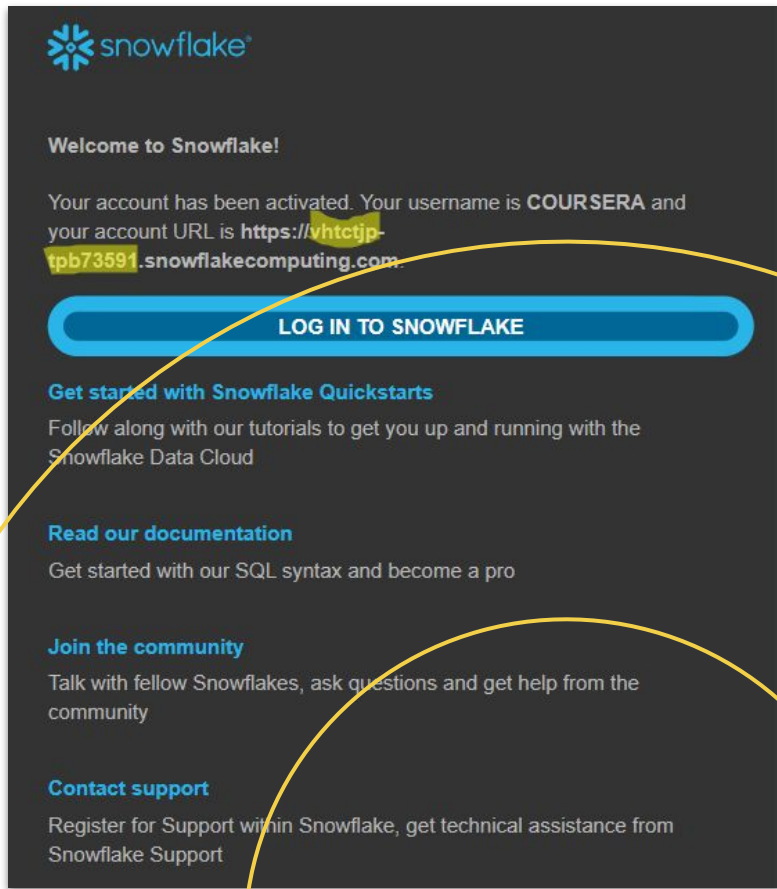 snowflake®
Welcome to Snowflake!
Your account has been activated. Your username is COURSERA and
your account URL is https://vhtctjp-
tpb73591.snowflakecomputing.com.
LOG IN TO SNOWFLAKE
Get started with Snowflake Quickstarts
Follow along with our tutorials to get you up and running with the
Snowflake Data Cloud
Read our documentation
Get started with our SQL syntax and become a pro
Join the community
Talk with fellow Snowflakes, ask questions and get help from the
community
Contact support
Register for Support within Snowflake, get technical assistance from
Snowflake Support